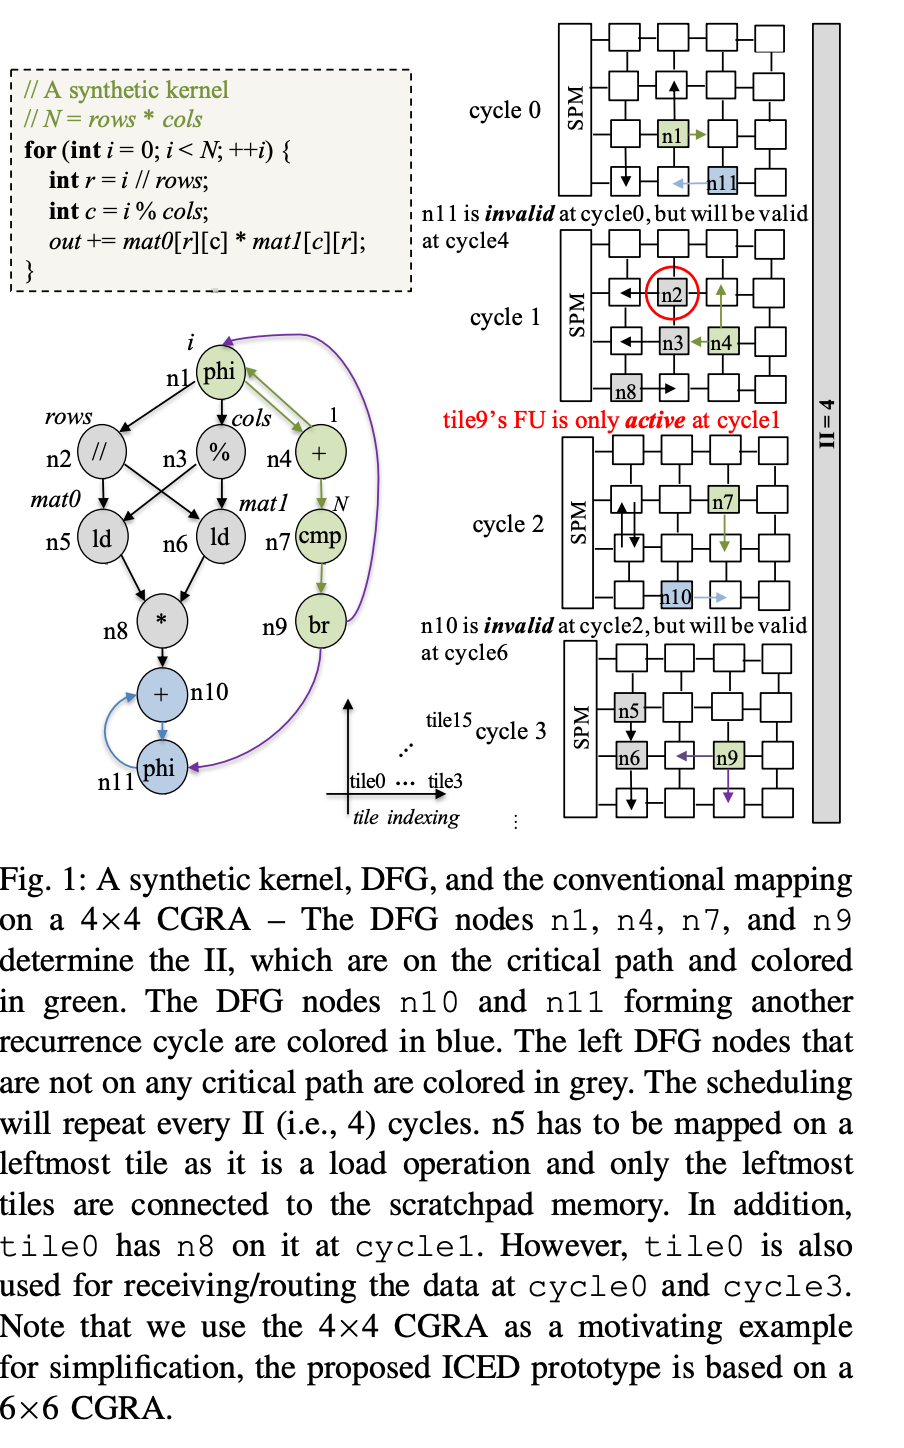 // A synthetic kernel
// N = rows * cols
for (int i = 0; i < N; ++i) {
int r = i // rows;
int c = i % cols;
out += mat0[r][c] * mat1[c][r];
}
i
n1
phi
rows
cols
1
n2
//
n3
%
n4
+
mat0
mat1
N
n5
ld
n6
ld
n7
cmp
n8
*
n9
br
+
n10
n11
phi
tile15
tile0 ... tile3
tile indexing
cycle 0
SPM
n1
n11
n11 is invalid at cycle0, but will be valid
at cycle4
cycle 1
SPM
n2
n3
n4
n8
tile9's FU is only active at cycle1
cycle 2
SPM
n7
n10
n10 is invalid at cycle2, but will be valid
at cycle6
cycle 3
SPM
n5
n6
n9
II = 4
Fig. 1: A synthetic kernel, DFG, and the conventional mapping
on a 4×4 CGRA – The DFG nodes n1, n4, n7, and n9
determine the II, which are on the critical path and colored
in green. The DFG nodes n10 and n11 forming another
recurrence cycle are colored in blue. The left DFG nodes that
are not on any critical path are colored in grey. The scheduling
will repeat every II (i.e., 4) cycles. n5 has to be mapped on a
leftmost tile as it is a load operation and only the leftmost
tiles are connected to the scratchpad memory. In addition,
tile0 has n8 on it at cycle1. However, tile0 is also
used for receiving/routing the data at cycle0 and cycle3.
Note that we use the 4×4 CGRA as a motivating example
for simplification, the proposed ICED prototype is based on a
6×6 CGRA.